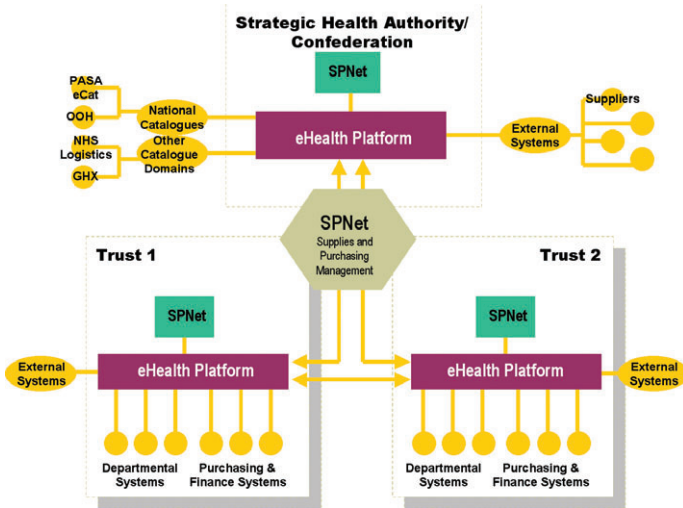 Strategic Health Authority/
Confederation
SPNet
eHealth Platform
PASA
eCat
OOH
National
Catalogues
NHS
Logistics
GHX
Other
Catalogue
Domains
External
Systems
Suppliers
SPNet
Supplies and
Purchasing
Management
Trust 1
SPNet
eHealth Platform
External
Systems
Departmental
Systems
Purchasing &
Finance Systems
Trust 2
SPNet
eHealth Platform
External
Systems
Departmental
Systems
Purchasing &
Finance Systems